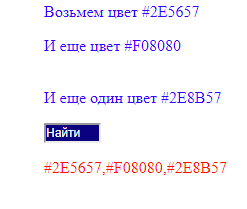 Возьмем цвет #2E5657
И еще цвет #F08080
И еще один цвет #2E8B57
Найти
#2E5657,#F08080,#2E8B57